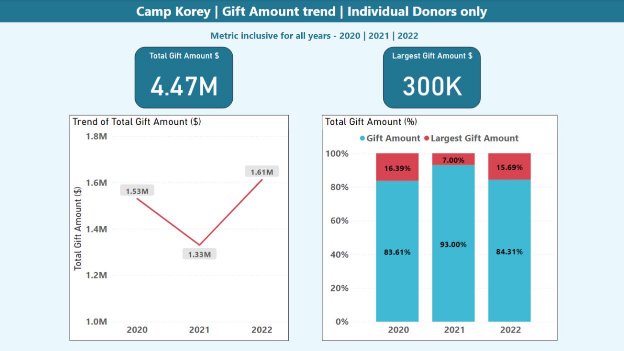 Camp Korey | Gift Amount trend | Individual Donors only
Metric inclusive for all years - 2020 | 2021 | 2022
Total Gift Amount $
4.47M
Largest Gift Amount $
300K
Trend of Total Gift Amount ($)
Total Gift Amount ($)
1.8M
1.6M
1.4M
1.2M
1.0M
1.53M
1.33M
1.61M
2020 2021 2022
Total Gift Amount (%)
Gift Amount Largest Gift Amount
100%
80%
60%
40%
20%
0%
16.39% 7.00% 15.69%
83.61% 93.00% 84.31%
2020 2021 2022